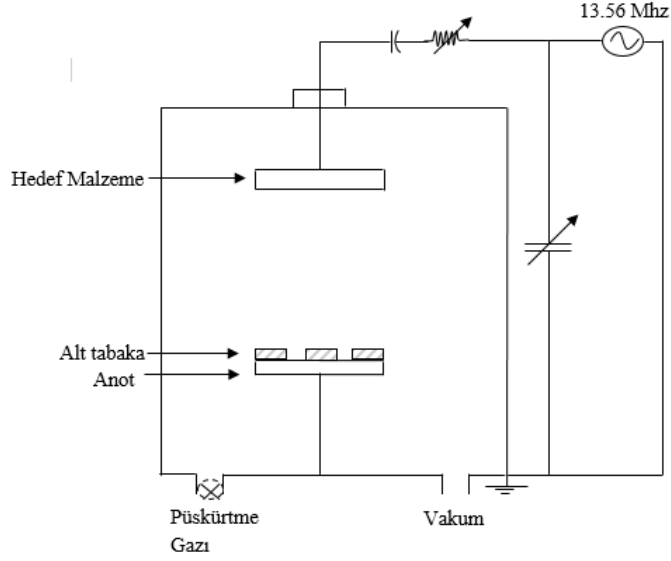 13.56 Mhz
Hedef Malzeme
Alt tabaka
Anot
Püskürtme
Gazı
Vakum